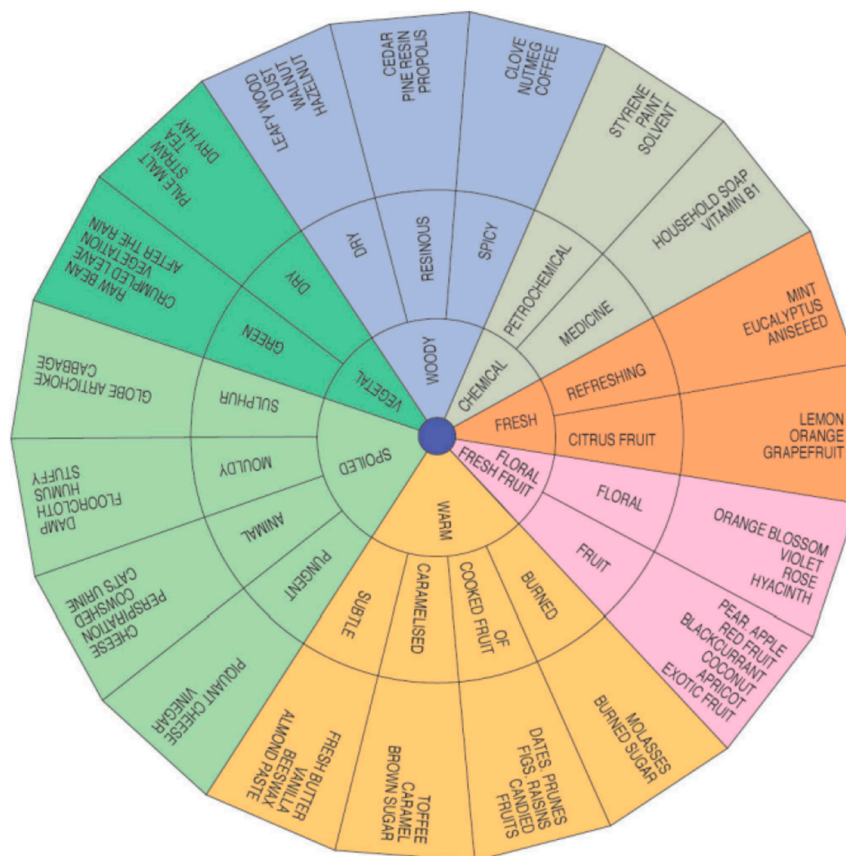 WOODY
DRY
LEAFY WOOD
DUST
WALNUT
HAZELNUT
RESINOUS
CEDAR
PINE RESIN
PROPOLIS
SPICY
CLOVE
NUTMEG
COFFEE
CHEMICAL
PETROCHEMICAL
STYRENE
PAINT
SOLVENT
MEDICINE
HOUSEHOLD SOAP
VITAMIN B1
FRESH
REFRESHING
MINT
EUCALYPTUS
ANISEEED
CITRUS FRUIT
LEMON
ORANGE
GRAPEFRUIT
FLORAL
FRESH FRUIT
FLORAL
ORANGE BLOSSOM
VIOLET
ROSE
HYACINTH
FRUIT
PEAR, APPLE
RED FRUIT
BLACKCURRANT
COCONUT
APRICOT
EXOTIC FRUIT
WARM
BURNED
MOLASSES
BURNED SUGAR
OF
COOKED FRUIT
DATES, PRUNES
FIGS, RAISINS
CANDIED
FRUITS
CARAMELISED
TOFFEE
CARAMEL
BROWN SUGAR
SUBTLE
FRESH BUTTER
VANILLA
BEESWAX
ALMOND PASTE
SPOILED
PUNGENT
PIQUANT CHEESE
VINEGAR
ANIMAL
CHEESE
PERSPIRATION
COWSHED
CAT'S URINE
MOULDY
DAMP
FLOORCLOTH
HUMUS
STUFFY
SULPHUR
GLOBE ARTICHOKE
CABBAGE
VEGETAL
GREEN
RAW BEAN
CRUMPLED LEAVE
VEGETATION
AFTER THE RAIN
DRY
PALE MALT
STRAW
TEA
DRY HAY